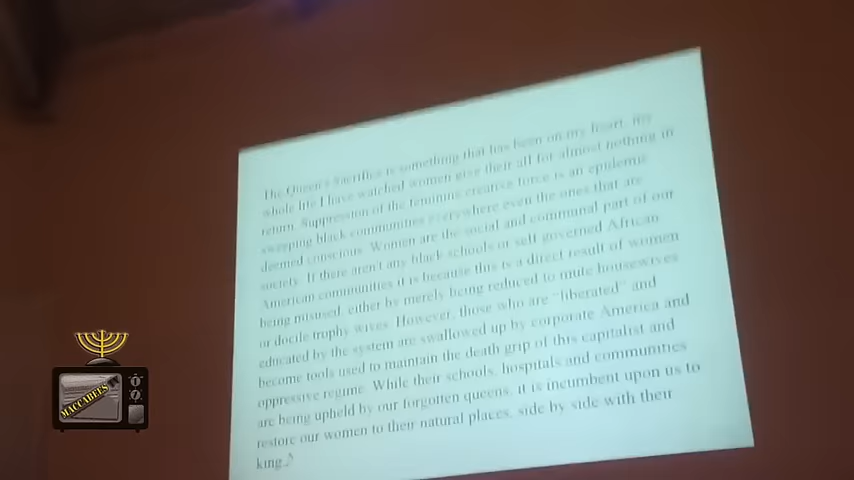 The Queen's Sacrifice is something that has been on my heart, my
whole life I have watched women give their all for almost nothing in
return. Suppression of the feminine creative force is an epidemic
sweeping black communities everywhere even the ones that are
deemed conscious. Women are the social and communal part of our
society. If there aren't any black schools or self governed African
American communities it is because this is a direct result of women
being misused, either by merely being reduced to mute housewives
or docile trophy wives. However, those who are "liberated" and
educated by the system are swallowed up by corporate America and
become tools used to maintain the death grip of this capitalist and
oppressive regime. While their schools, hospitals and communities
are being upheld by our forgotten queens, it is incumbent upon us to
restore our women to their natural places, side by side with their
king.
MACCABEES TV